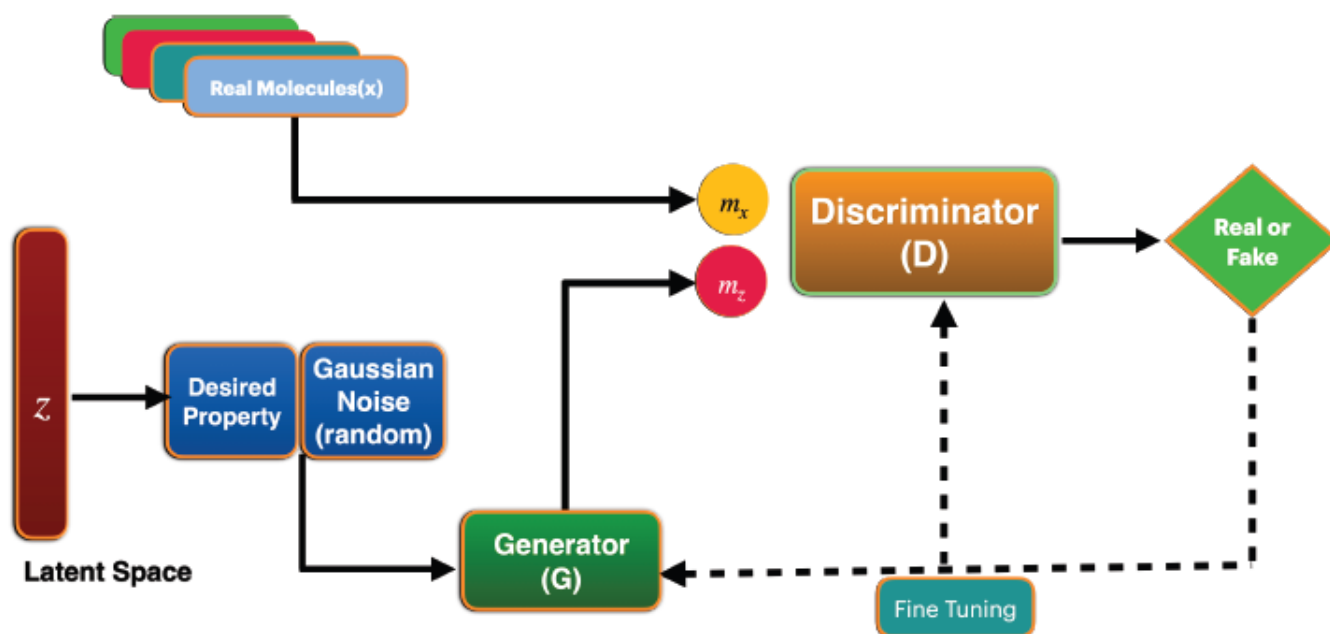 Real Molecules(x)
m_x
Discriminator
(D)
Real or
Fake
m_z
z
Desired
Property
Gaussian
Noise
(random)
Generator
(G)
Latent Space
Fine Tuning